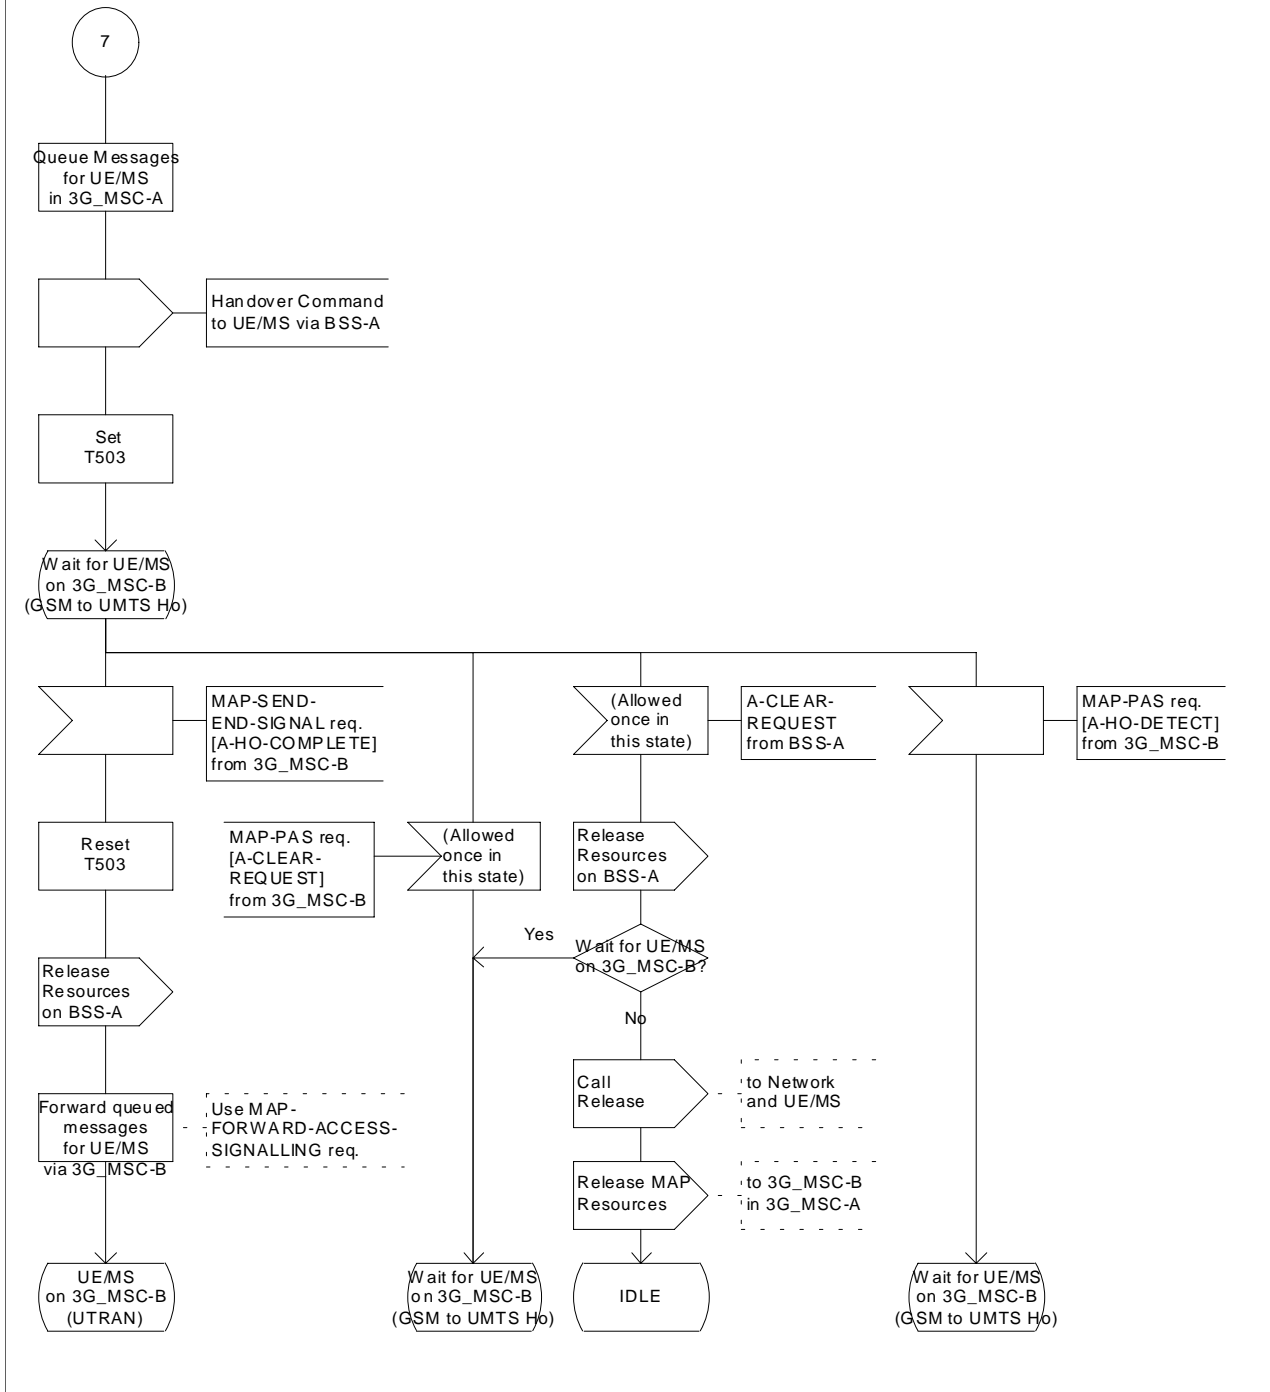 7
Queue Messages
for UE/MS
in 3G_MSC-A
Handover Command
to UE/MS via BSS-A
Set
T503
Wait for UE/MS
on 3G_MSC-B
(GSM to UMTS Ho)
MAP-SEND-
END-SIGNAL req.
[A-HO-COMPLETE]
from 3G_MSC-B
(Allowed
once in
this state)
A-CLEAR-
REQUEST
from BSS-A
MAP-PAS req.
[A-HO-DETECT]
from 3G_MSC-B
Reset
T503
MAP-PAS req.
[A-CLEAR-
REQUEST]
from 3G_MSC-B
(Allowed
once in
this state)
Release
Resources
on BSS-A
Yes
Wait for UE/MS
on 3G_MSC-B?
No
Release
Resources
on BSS-A
Call
Release
to Network
and UE/MS
Forward queued
messages
for UE/MS
via 3G_MSC-B
Use MAP-
FORWARD-ACCESS-
SIGNALLING req.
Release MAP
Resources
to 3G_MSC-B
in 3G_MSC-A
UE/MS
on 3G_MSC-B
(UTRAN)
Wait for UE/MS
on 3G_MSC-B
(GSM to UMTS Ho)
IDLE
Wait for UE/MS
on 3G_MSC-B
(GSM to UMTS Ho)